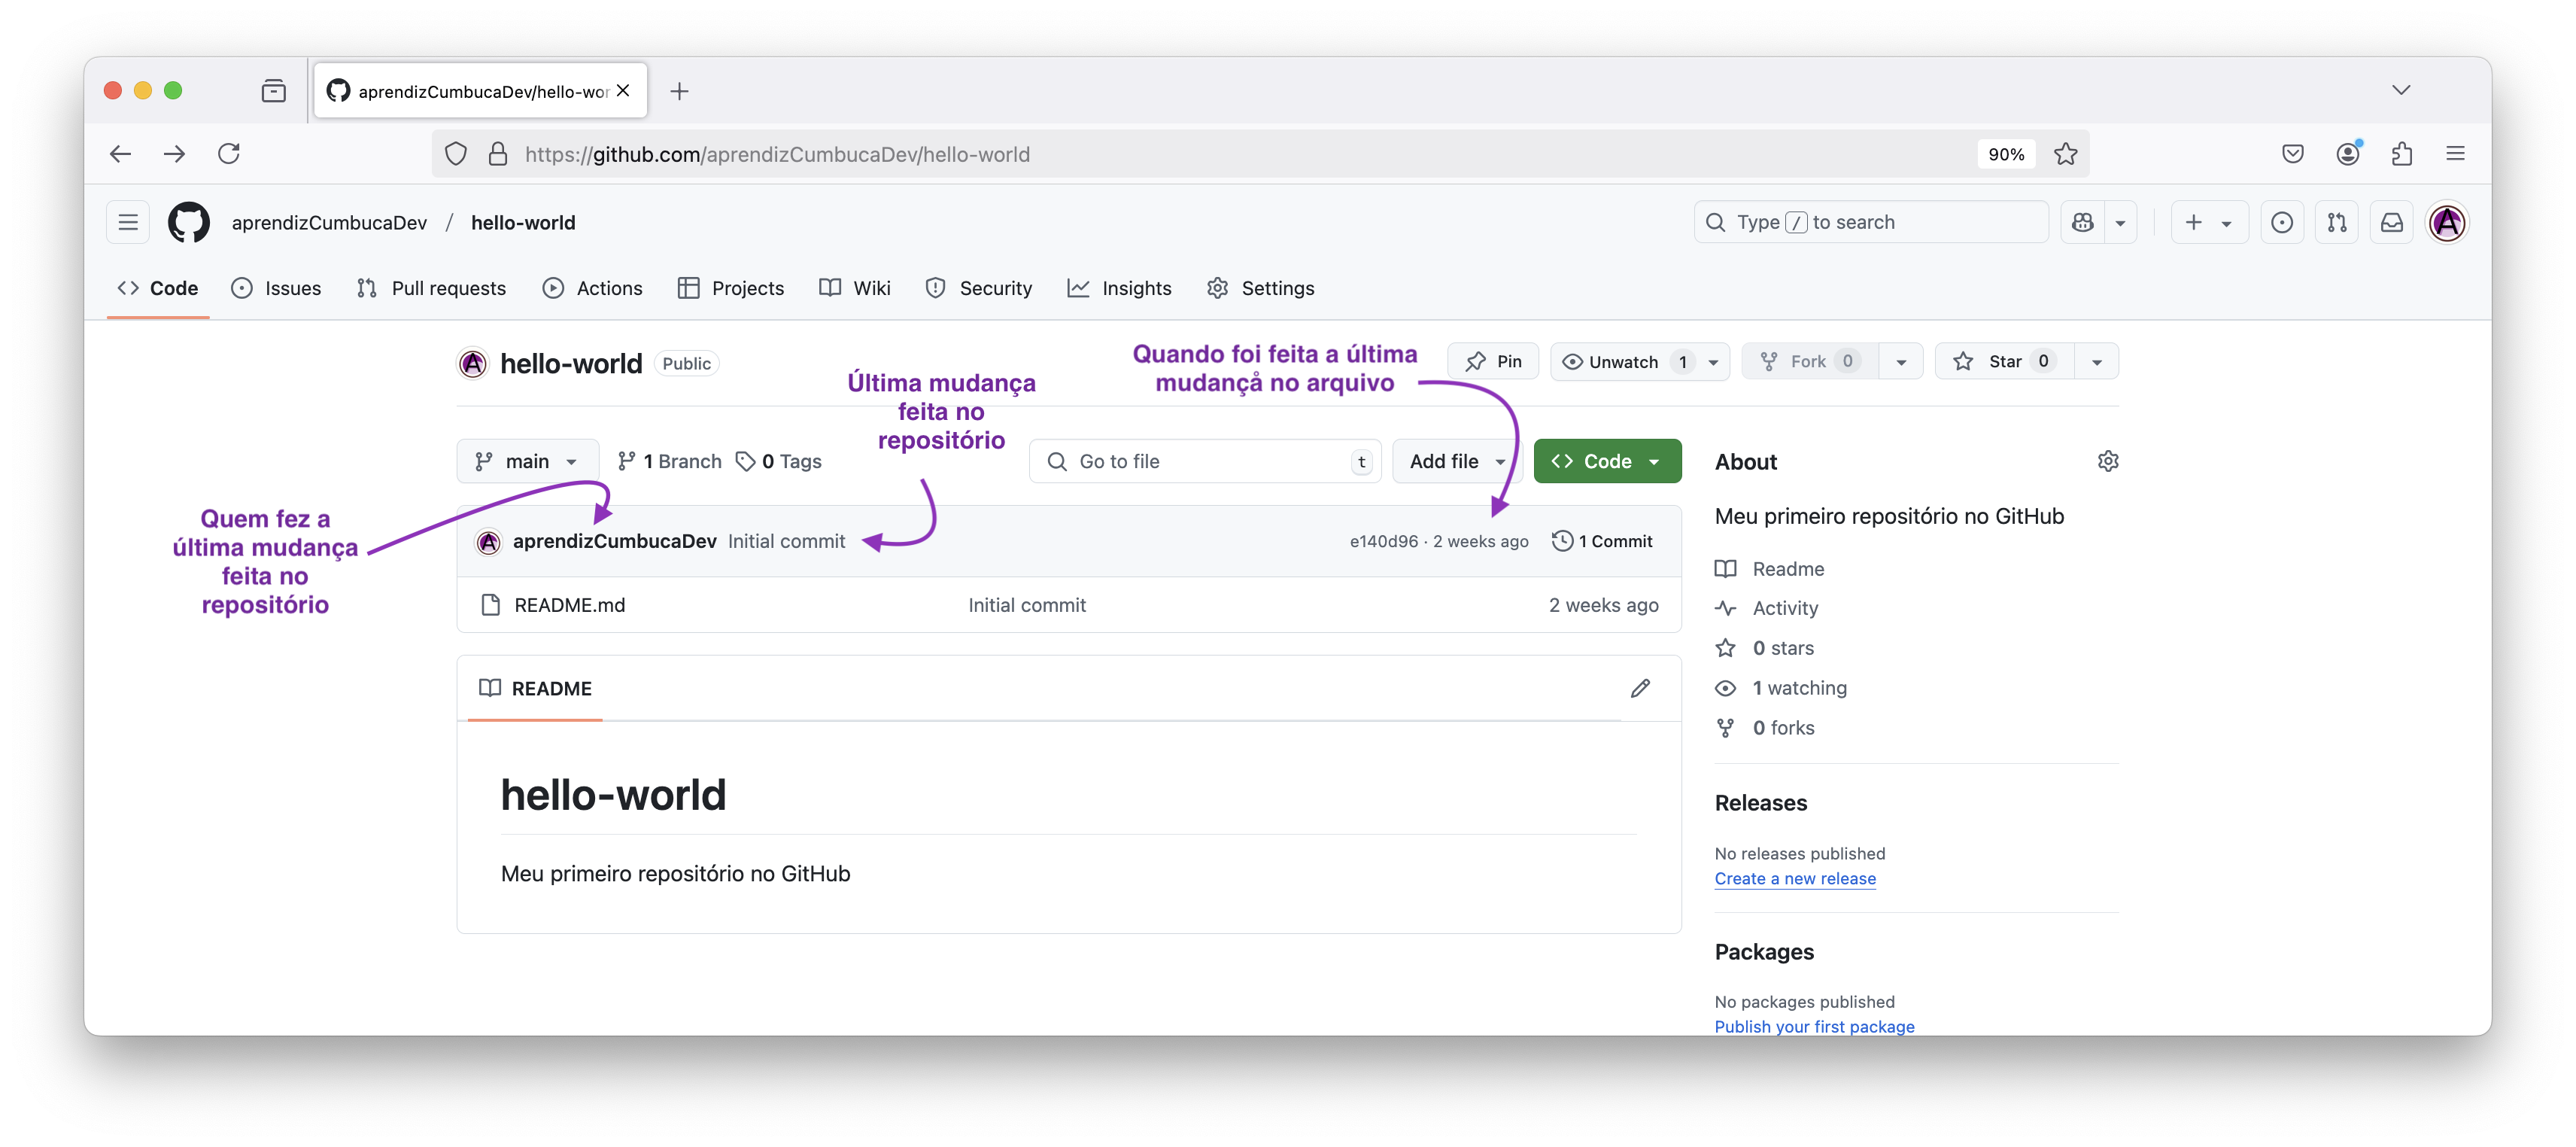 aprendizCumbucaDev/hello-wor
https://github.com/aprendizCumbucaDev/hello-world
90%
aprendizCumbucaDev / hello-world
Type / to search
Code
Issues
Pull requests
Actions
Projects
Wiki
Security
Insights
Settings
A hello-world Public
Última mudança
feita no
repositório
Quando foi feita a última
mudança no arquivo
Pin
Unwatch 1
Fork 0
Star 0
main
1 Branch
0 Tags
Go to file t
Add file
Code
Quem fez a
última mudança
feita no
repositório
aprendizCumbucaDev Initial commit
e140d96 · 2 weeks ago
1 Commit
README.md
Initial commit
2 weeks ago
README
hello-world
Meu primeiro repositório no GitHub
About
Meu primeiro repositório no GitHub
Readme
Activity
0 stars
1 watching
0 forks
Releases
No releases published
Create a new release
Packages
No packages published
Publish your first package